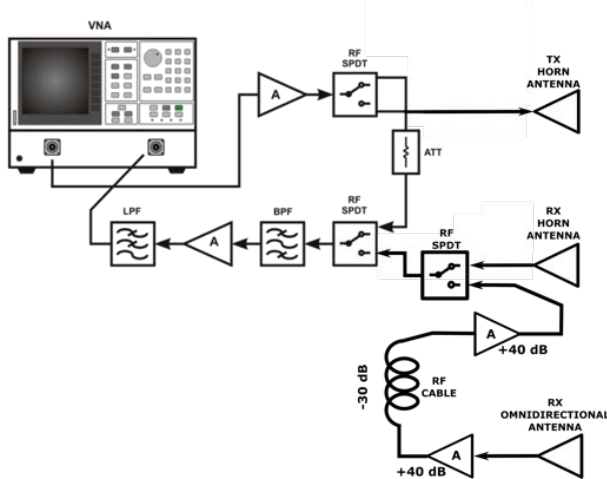 VNA
RF
SPDT
TX
HORN
ANTENNA
A
ATT
LPF
A
BPF
RF
SPDT
RF
SPDT
RX
HORN
ANTENNA
A
+40 dB
-30 dB
RF
CABLE
RX
OMNIDIRECTIONAL
ANTENNA
A
+40 dB